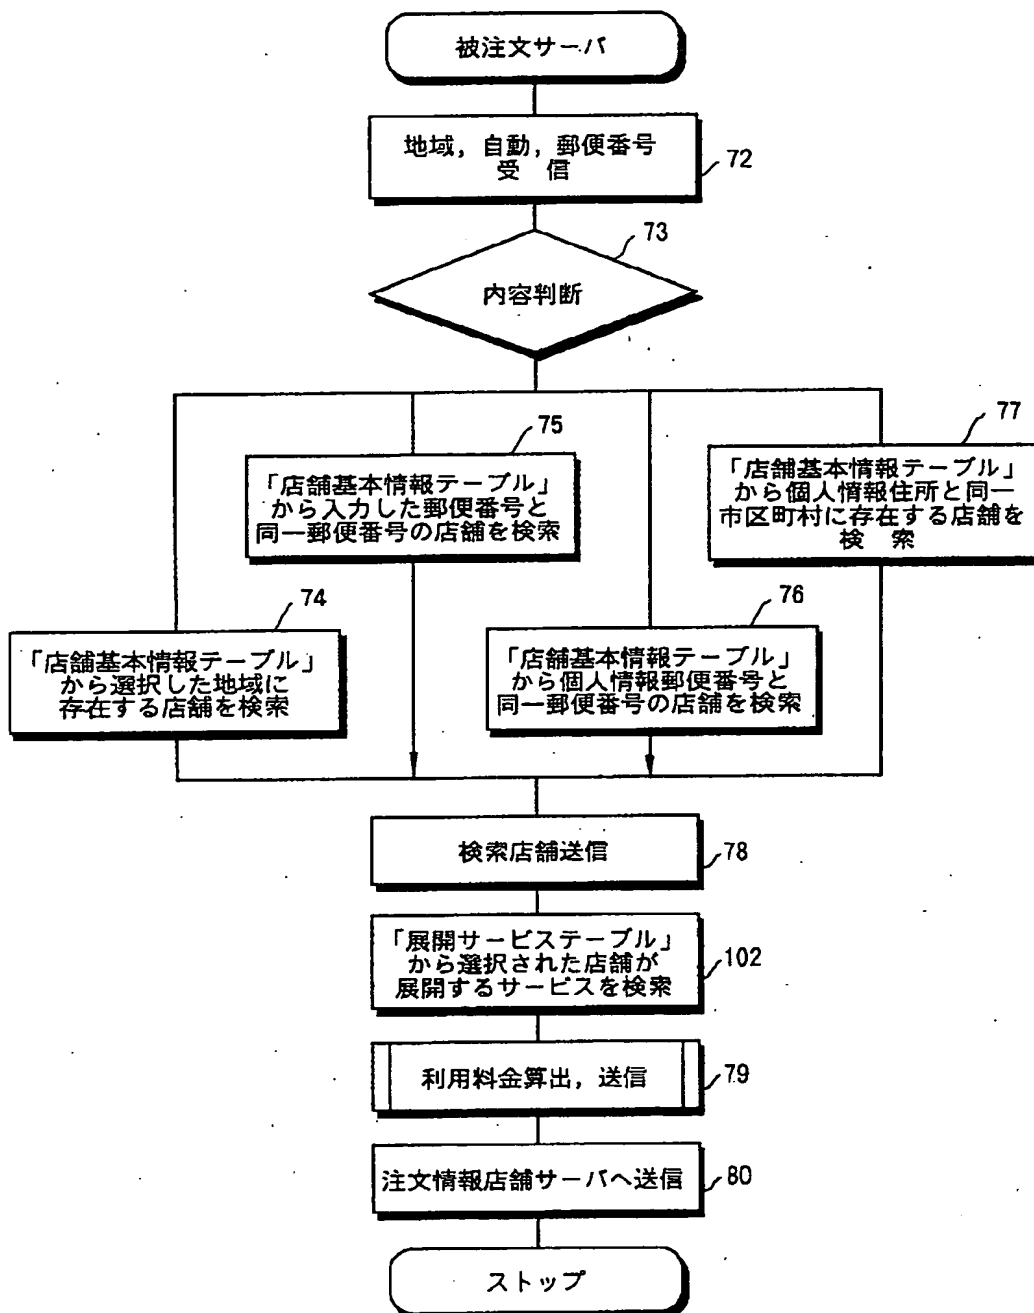 被注文サーバ
地域，自動，郵便番号
受　信
72
73
内容判断
75
「店舗基本情報テーブル」
から入力した郵便番号と
同一郵便番号の店舗を検索
77
「店舗基本情報テーブル」
から個人情報住所と同一
市区町村に存在する店舗を
検　索
74
「店舗基本情報テーブル」
から選択した地域に
存在する店舗を検索
76
「店舗基本情報テーブル」
から個人情報郵便番号と
同一郵便番号の店舗を検索
検索店舗送信
78
「展開サービステーブル」
から選択された店舗が
展開するサービスを検索
102
利用料金算出，送信
79
注文情報店舗サーバへ送信
80
ストップ